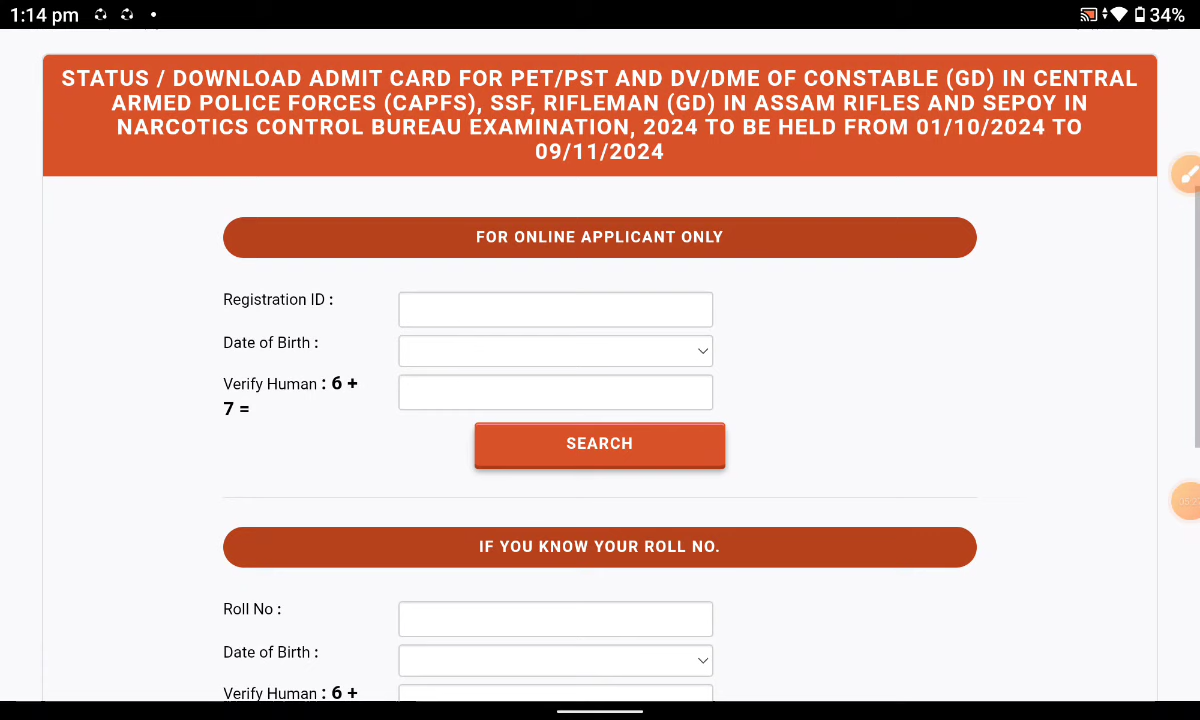 1:14 pm
34%
STATUS / DOWNLOAD ADMIT CARD FOR PET/PST AND DV/DME OF CONSTABLE (GD) IN CENTRAL
ARMED POLICE FORCES (CAPFS), SSF, RIFLEMAN (GD) IN ASSAM RIFLES AND SEPOY IN
NARCOTICS CONTROL BUREAU EXAMINATION, 2024 TO BE HELD FROM 01/10/2024 TO
09/11/2024
FOR ONLINE APPLICANT ONLY
Registration ID :
Date of Birth :
Verify Human : 6 +
7 =
SEARCH
IF YOU KNOW YOUR ROLL NO.
Roll No :
Date of Birth :
Verify Human : 6 +